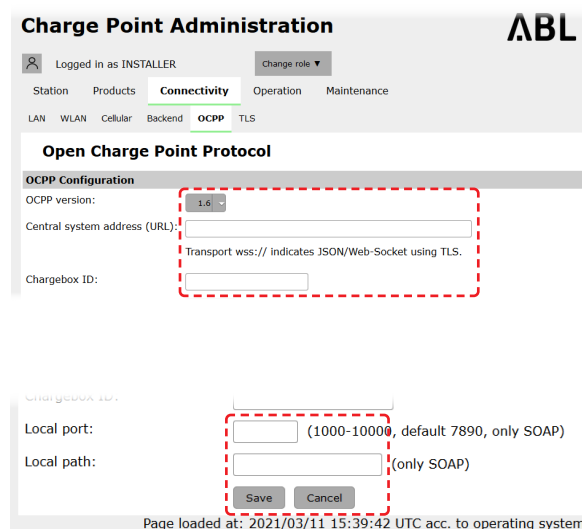 Charge Point Administration
ABL
Logged in as INSTALLER Change role ▼
Station Products Connectivity Operation Maintenance
LAN WLAN Cellular Backend OCPP TLS
Open Charge Point Protocol
OCPP Configuration
OCPP version: 1.6
Central system address (URL):
Transport wss:// indicates JSON/Web-Socket using TLS.
Chargebox ID:
Chargebox ID:
Local port: (1000-10000, default 7890, only SOAP)
Local path: (only SOAP)
Save Cancel
Page loaded at: 2021/03/11 15:39:42 UTC acc. to operating system